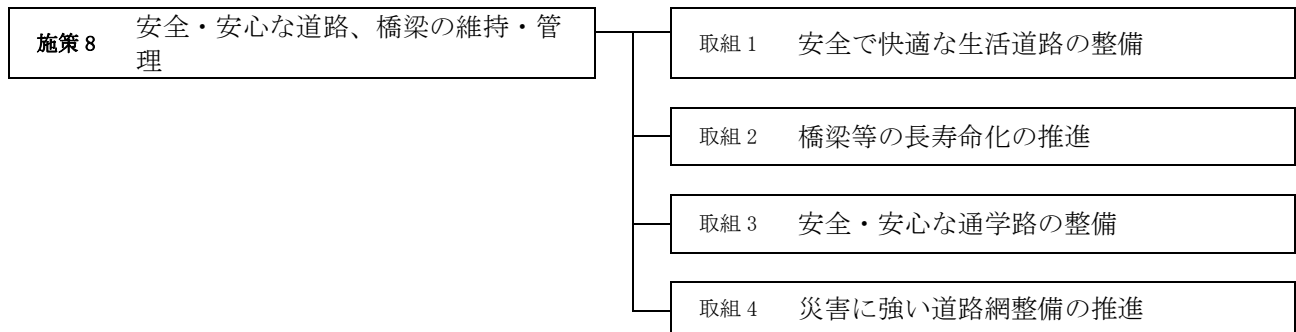 施策 8 安全・安心な道路、橋梁の維持・管
理
取組 1 安全で快適な生活道路の整備
取組 2 橋梁等の長寿命化の推進
取組 3 安全・安心な通学路の整備
取組 4 災害に強い道路網整備の推進